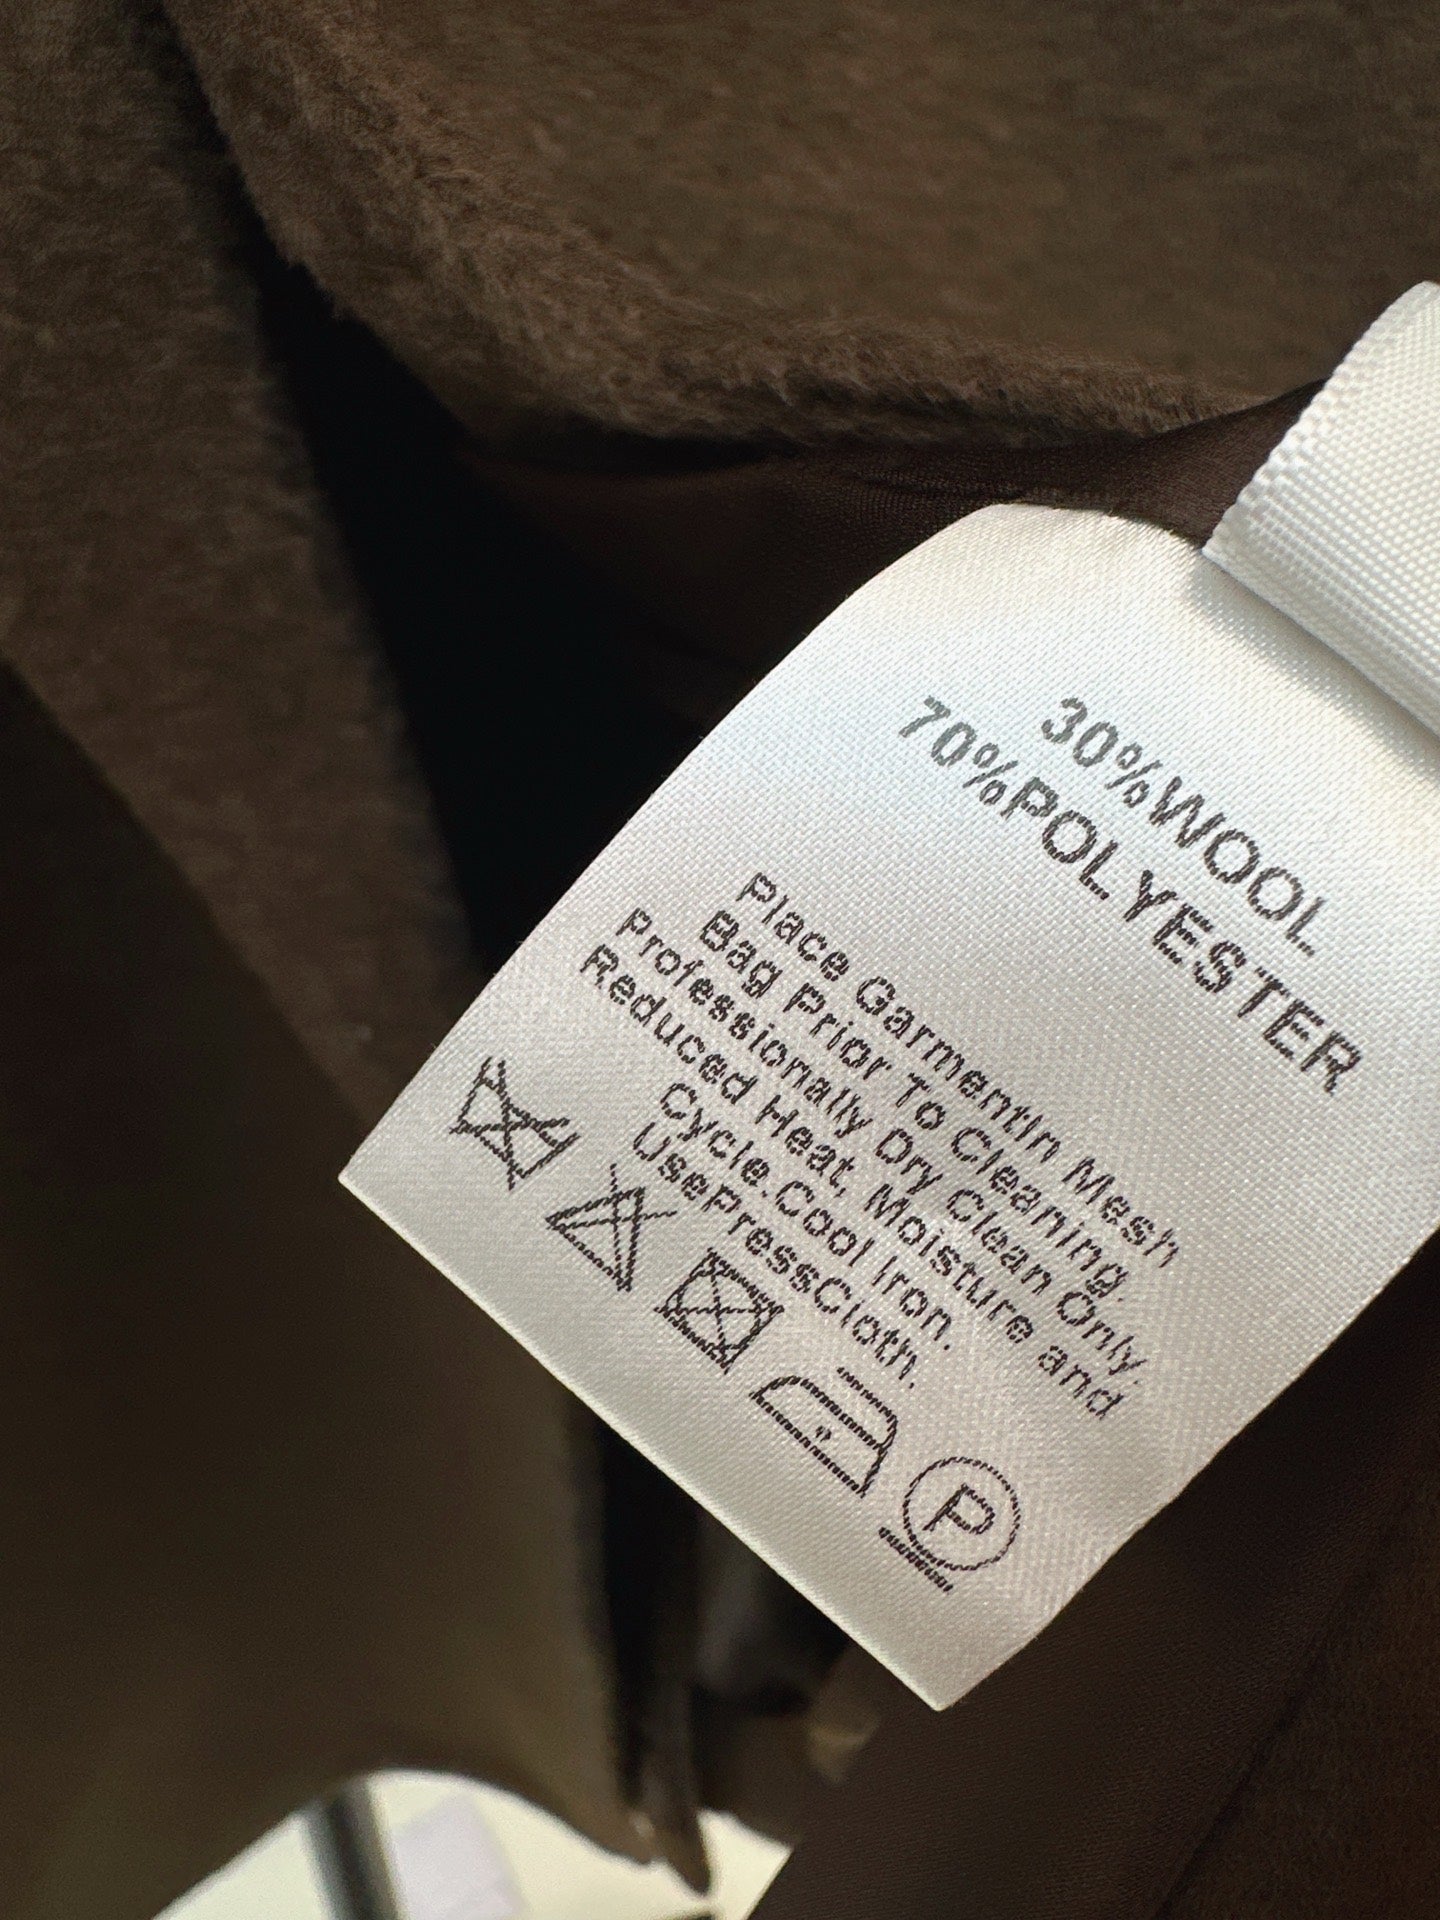 30%WOOL
70%POLYESTER
Place Garmentin Mesh
Bag Prior To Cleaning.
Professionally Dry Clean Only.
Reduced Heat, Moisture and
Cycle.Cool Iron.
UsePressCloth.
P